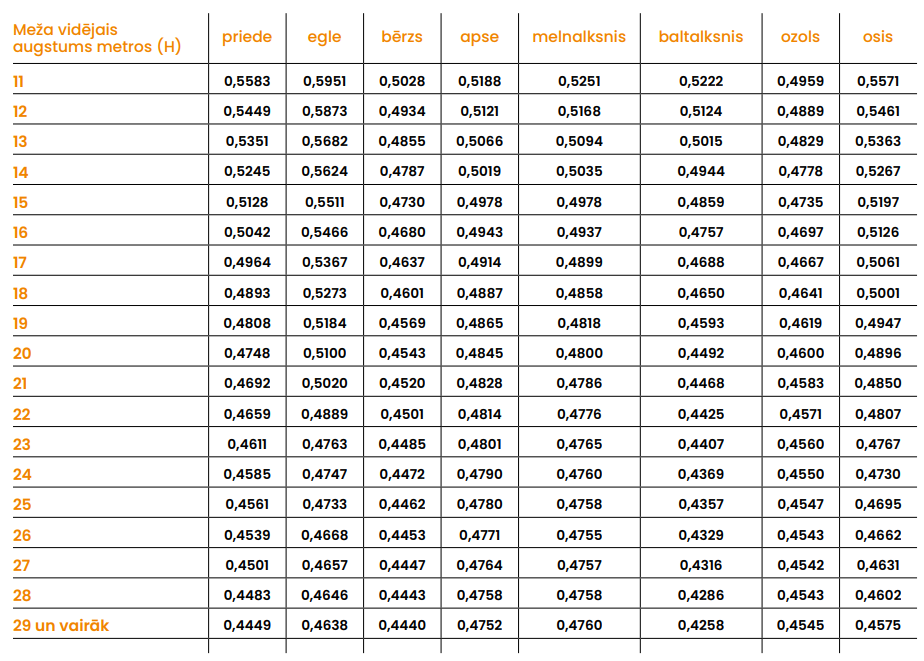 Meža vidējais
augstums metros (H) priede egle bērzs apse melnalksnis baltalksnis ozols osis
11 0,5583 0,5951 0,5028 0,5188 0,5251 0,5222 0,4959 0,5571
12 0,5449 0,5873 0,4934 0,5121 0,5168 0,5124 0,4889 0,5461
13 0,5351 0,5682 0,4855 0,5066 0,5094 0,5015 0,4829 0,5363
14 0,5245 0,5624 0,4787 0,5019 0,5035 0,4944 0,4778 0,5267
15 0,5128 0,5511 0,4730 0,4978 0,4978 0,4859 0,4735 0,5197
16 0,5042 0,5466 0,4680 0,4943 0,4937 0,4757 0,4697 0,5126
17 0,4964 0,5367 0,4637 0,4914 0,4899 0,4688 0,4667 0,5061
18 0,4893 0,5273 0,4601 0,4887 0,4858 0,4650 0,4641 0,5001
19 0,4808 0,5184 0,4569 0,4865 0,4818 0,4593 0,4619 0,4947
20 0,4748 0,5100 0,4543 0,4845 0,4800 0,4492 0,4600 0,4896
21 0,4692 0,5020 0,4520 0,4828 0,4786 0,4468 0,4583 0,4850
22 0,4659 0,4889 0,4501 0,4814 0,4776 0,4425 0,4571 0,4807
23 0,4611 0,4763 0,4485 0,4801 0,4765 0,4407 0,4560 0,4767
24 0,4585 0,4747 0,4472 0,4790 0,4760 0,4369 0,4550 0,4730
25 0,4561 0,4733 0,4462 0,4780 0,4758 0,4357 0,4547 0,4695
26 0,4539 0,4668 0,4453 0,4771 0,4755 0,4329 0,4543 0,4662
27 0,4501 0,4657 0,4447 0,4764 0,4757 0,4316 0,4542 0,4631
28 0,4483 0,4646 0,4443 0,4758 0,4758 0,4286 0,4543 0,4602
29 un vairāk 0,4449 0,4638 0,4440 0,4752 0,4760 0,4258 0,4545 0,4575